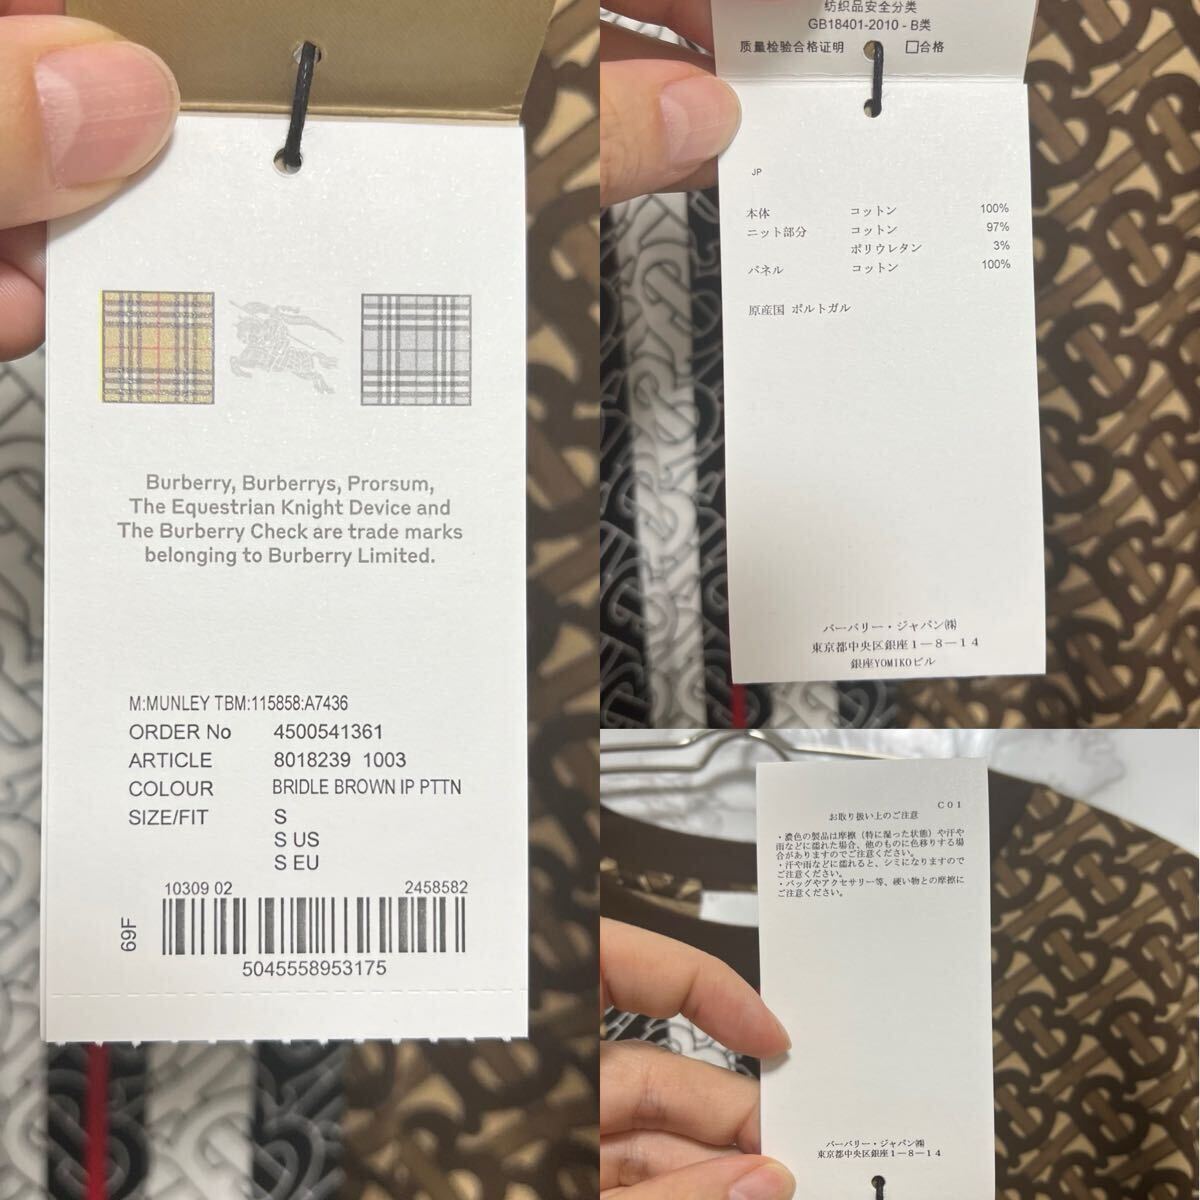 Burberry, Burberrys, Prorsum,
The Equestrian Knight Device and
The Burberry Check are trade marks
belonging to Burberry Limited.
M:MUNLEY TBM:115858:A7436
ORDER No 4500541361
ARTICLE 8018239 1003
COLOUR BRIDLE BROWN IP PTTN
SIZE/FIT S
S US
S EU
10309 02 2458582
69F
5045558953175
纺织品安全分类
GB18401-2010 - B类
质量检验合格证明 □合格
JP
本体 コットン 100%
ニット部分 コットン 97%
ポリウレタン 3%
パネル コットン 100%
原産国 ポルトガル
バーバリー・ジャパン㈱
東京都中央区銀座1-8-14
銀座YOMIKOビル
C01
お取り扱い上のご注意
・濃色の製品は摩擦（特に湿った状態）や汗や
雨などに濡れた場合、他のものに色移りする場
合がありますのでご注意ください。
・汗や雨などに濡れると、シミになりますので
ご注意ください。
・バッグやアクセサリー等、硬い物との摩擦に
ご注意ください。
バーバリー・ジャパン㈱
東京都中央区銀座1-8-14